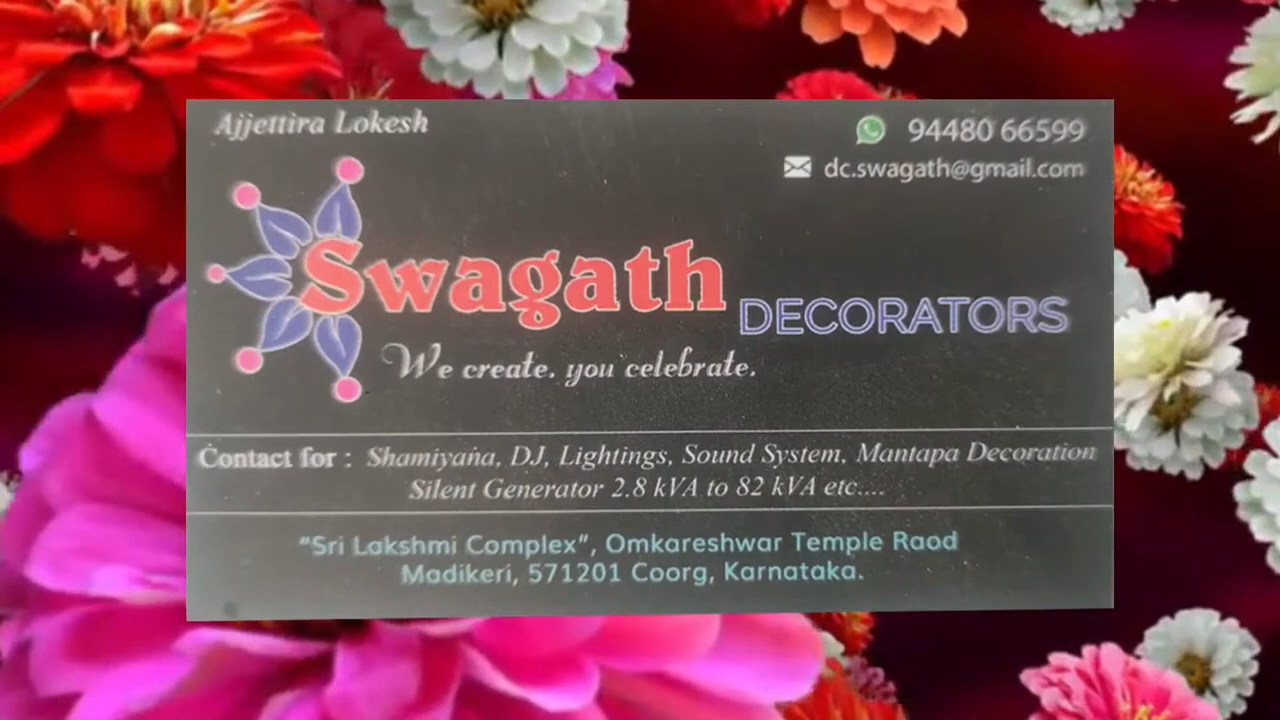 Ajjettira Lokesh
94480 66599
dc.swagath@gmail.com
Swagath DECORATORS
We create. you celebrate.
Contact for : Shamiyana, DJ, Lightings, Sound System, Mantapa Decoration
Silent Generator 2.8 kVA to 82 kVA etc....
“Sri Lakshmi Complex”, Omkareshwar Temple Raod
Madikeri, 571201 Coorg, Karnataka.